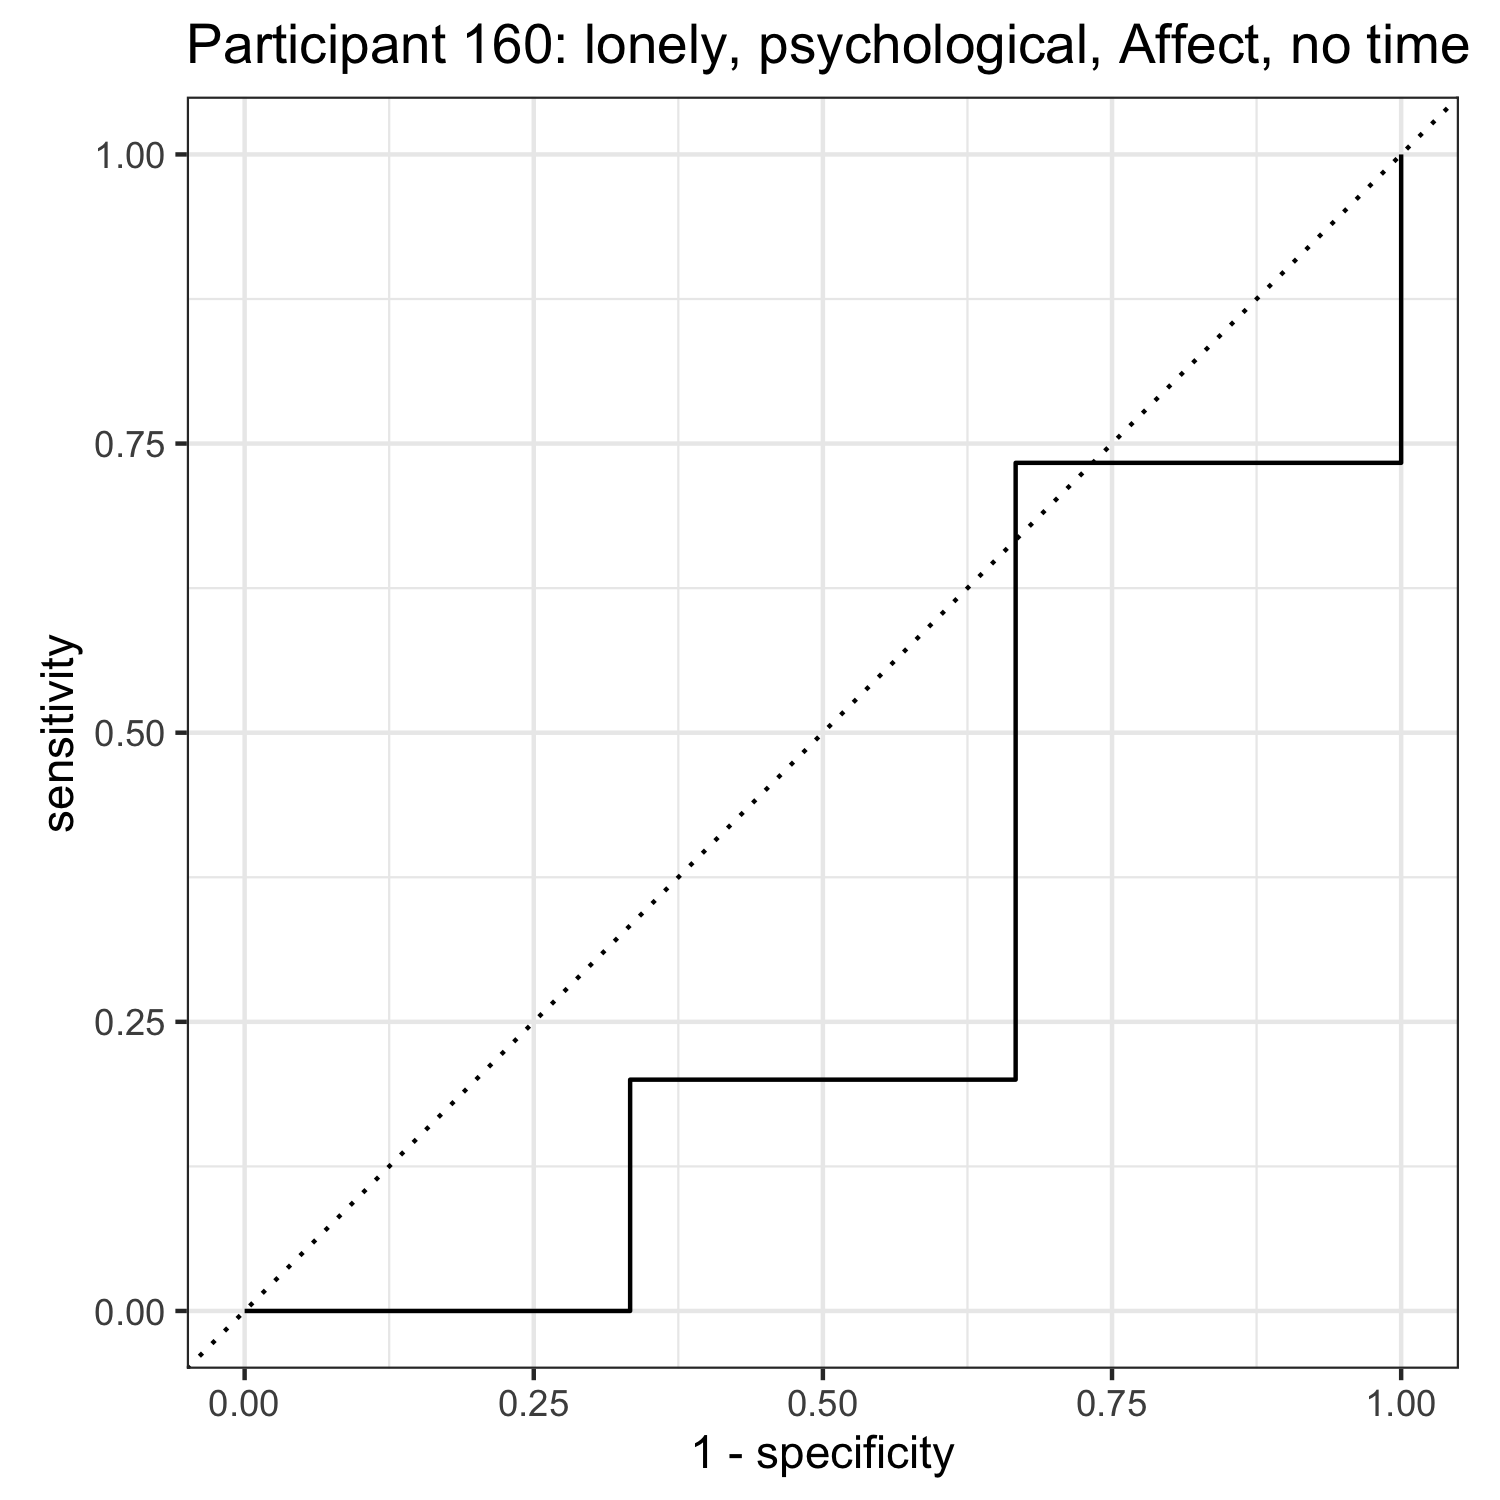 Participant 160: lonely, psychological, Affect, no time
1.00
0.75
0.50
0.25
0.00
sensitivity
0.00 0.25 0.50 0.75 1.00
1 - specificity